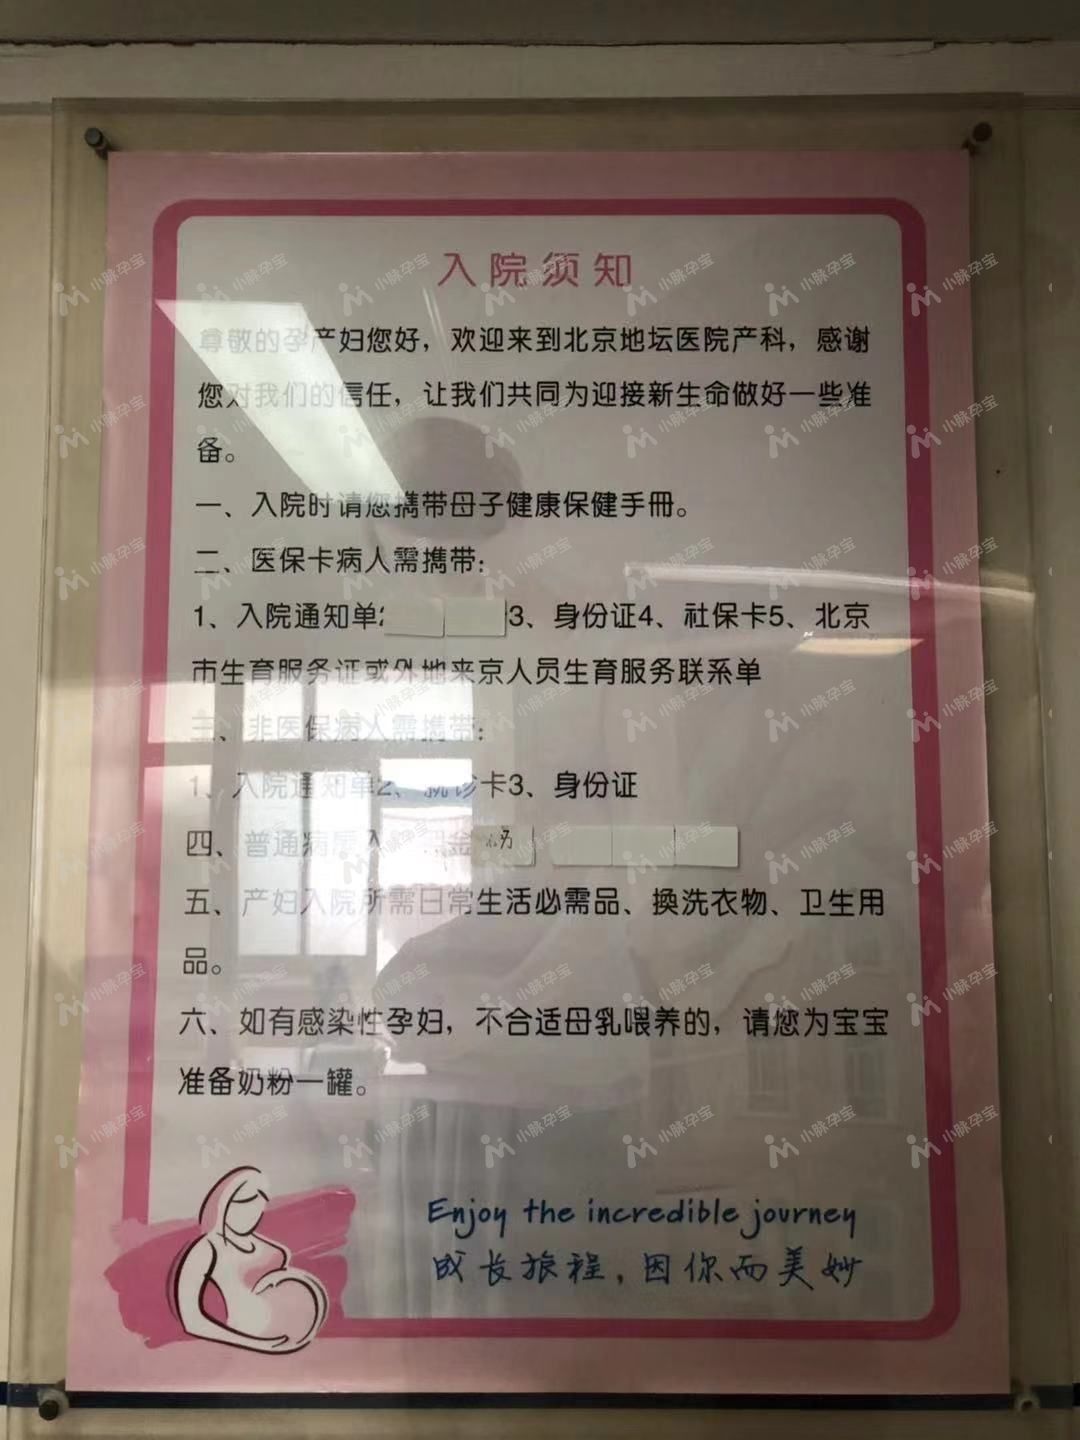 入院须知
尊敬的孕产妇您好，欢迎来到北京地坛医院产科，感谢
您对我们的信任，让我们共同为迎接新生命做好一些准
备。
一、入院时请您携带母子健康保健手册。
二、医保卡病人需携带：
1、入院通知单2 3、身份证4、社保卡5、北京
市生育服务证或外地来京人员生育服务联系单
三、非医保病人需携带：
1、入院通知单2、就诊卡3、身份证
四、普通病房入 金
五、产妇入院所需日常生活必需品、换洗衣物、卫生用
品。
六、如有感染性孕妇，不合适母乳喂养的，请您为宝宝
准备奶粉一罐。
Enjoy the incredible journey
成长旅程，因你而美妙
小脉孕宝